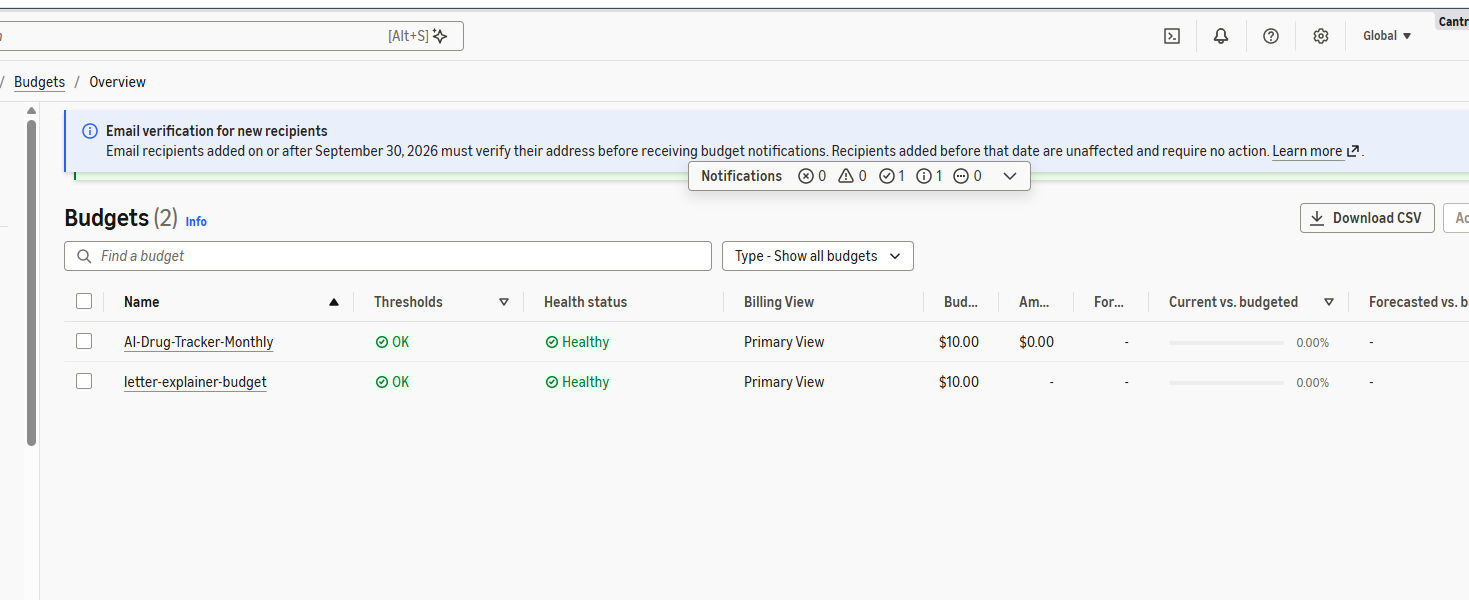 [Alt+S]
Global
Budgets / Overview
Email verification for new recipients
Email recipients added on or after September 30, 2026 must verify their address before receiving budget notifications. Recipients added before that date are unaffected and require no action. Learn more.
Notifications 0 0 1 1 0
Budgets (2) Info
Download CSV
Find a budget
Type - Show all budgets
Name Thresholds Health status Billing View Bud... Am... For... Current vs. budgeted Forecasted vs.
AI-Drug-Tracker-Monthly OK Healthy Primary View $10.00 $0.00 - 0.00% -
letter-explainer-budget OK Healthy Primary View $10.00 - - 0.00% -